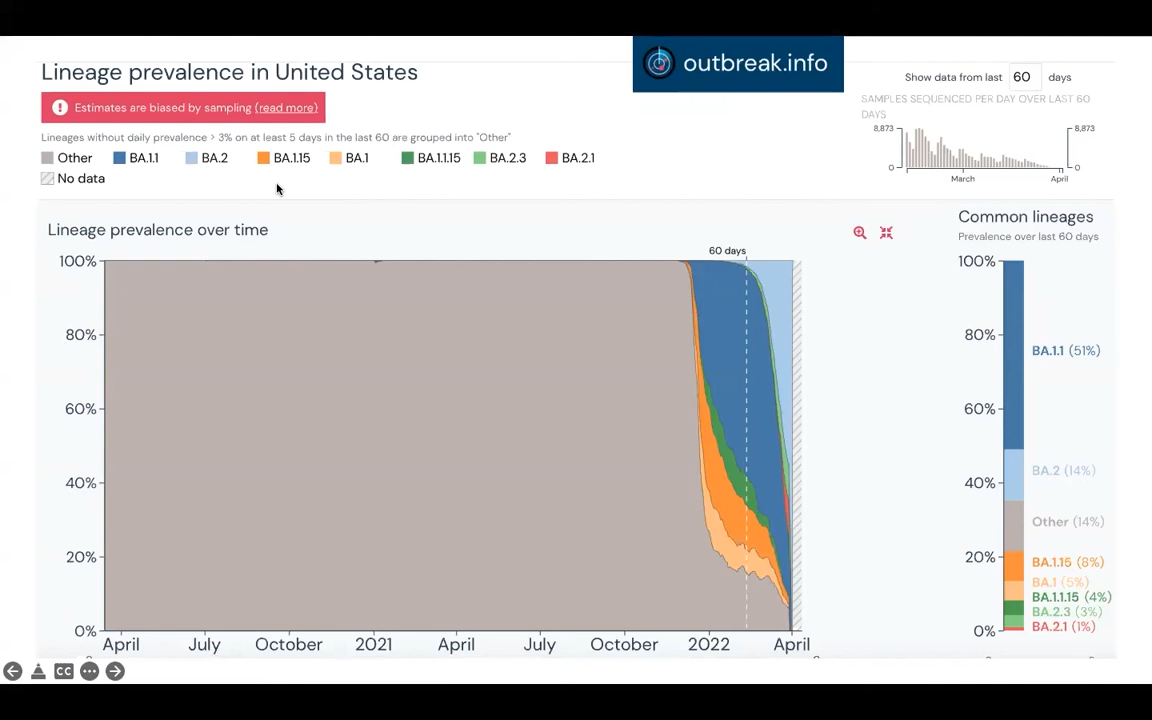 outbreak.info
Lineage prevalence in United States
Show data from last 60 days
Estimates are biased by sampling (read more)
SAMPLES SEQUENCED PER DAY OVER LAST 60
DAYS
Lineages without daily prevalence > 3% on at least 5 days in the last 60 are grouped into "Other"
8,873
8,873
Other BA.1.1 BA.2 BA.1.15 BA.1 BA.1.1.15 BA.2.3 BA.2.1
0
0
No data
March
April
Lineage prevalence over time
Common lineages
Prevalence over last 60 days
60 days
100%
80%
60%
40%
20%
0%
April July October 2021 April July October 2022 April
100%
80%
60%
40%
20%
0%
BA.1.1 (51%)
BA.2 (14%)
Other (14%)
BA.1.15 (8%)
BA.1 (5%)
BA.1.1.15 (4%)
BA.2.3 (3%)
BA.2.1 (1%)
CC